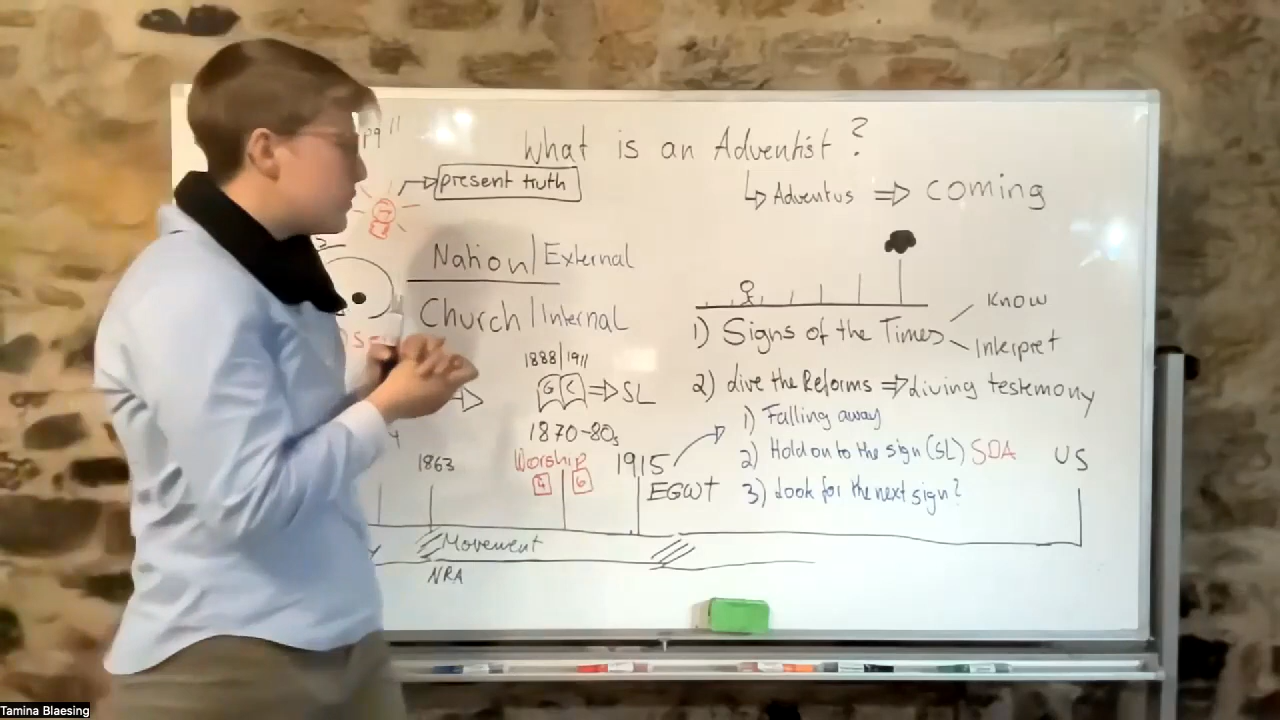 What is an Adventist?
↳ Adventus ⇒ coming
present truth
Nation / External
Church / Internal
1888 / 1911
G C ⇒ SL
1870-80s
1863
Worship
4 6
1915
EGW†
1) Signs of the Times
Know
Interpret
2) Live the Reforms ⇒ Living testemony
1) Falling away
2) Hold on to the sign (SL) SDA
3) Look for the next sign?
US
Movement
NRA
Tamina Blaesing